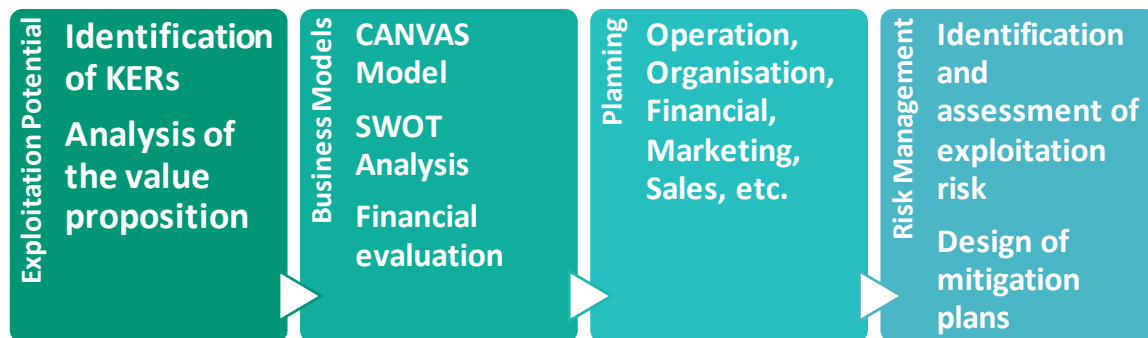 Exploitation Potential
Identification
of KERs
Analysis of
the value
proposition
Business Models
CANVAS
Model
SWOT
Analysis
Financial
evaluation
Planning
Operation,
Organisation,
Financial,
Marketing,
Sales, etc.
Risk Management
Identification
and
assessment of
exploitation
risk
Design of
mitigation
plans